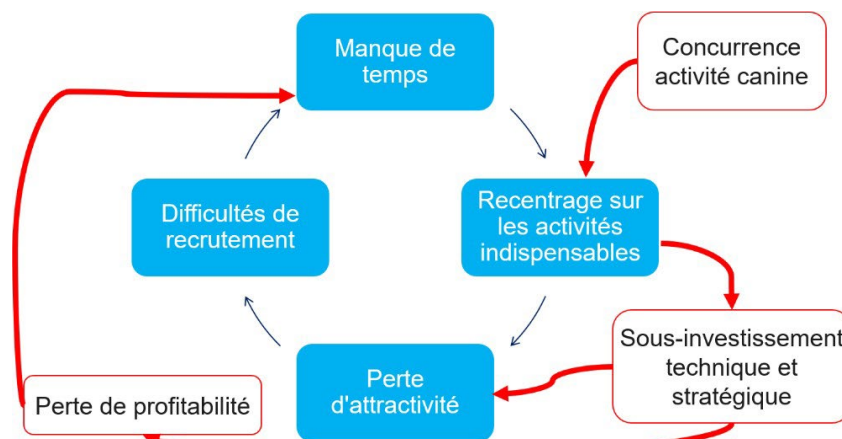 Manque de
temps
Concurrence
activité canine
Difficultés de
recrutement
Recentrage sur
les activités
indispensables
Perte
d'attractivité
Sous-investissement
technique et
stratégique
Perte de profitabilité